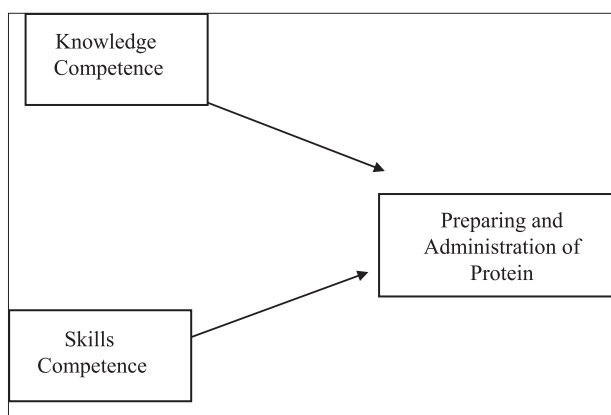 Knowledge
Competence
Preparing and
Administration of
Protein
Skills
Competence